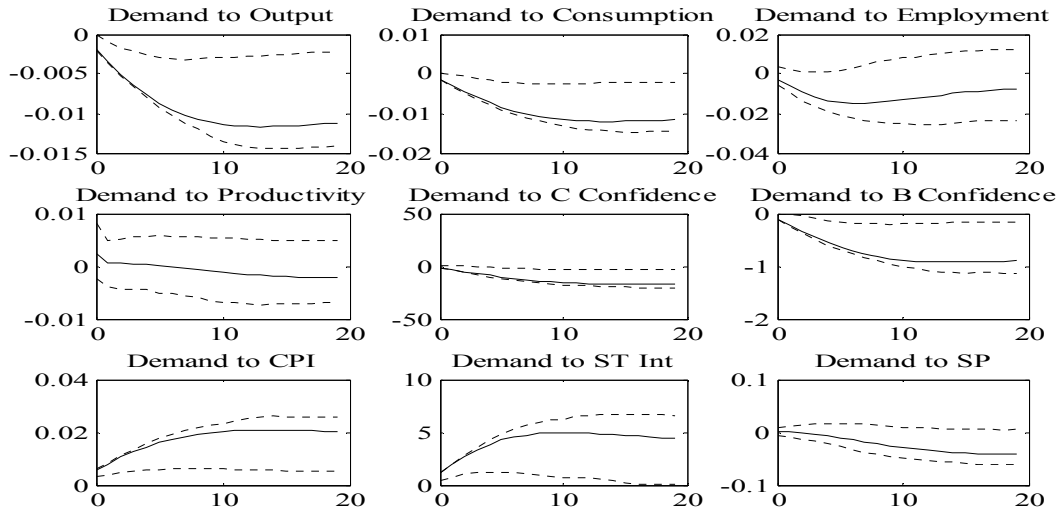 Demand to Output
0
-0.005
-0.01
-0.015
0 10 20
Demand to Consumption
0.01
0
-0.01
-0.02
0 10 20
Demand to Employment
0.02
0
-0.02
-0.04
0 10 20
Demand to Productivity
0.01
0
-0.01
0 10 20
Demand to C Confidence
50
0
-50
0 10 20
Demand to B Confidence
0
-1
-2
0 10 20
Demand to CPI
0.04
0.02
0
0 10 20
Demand to ST Int
10
5
0
0 10 20
Demand to SP
0.1
0
-0.1
0 10 20